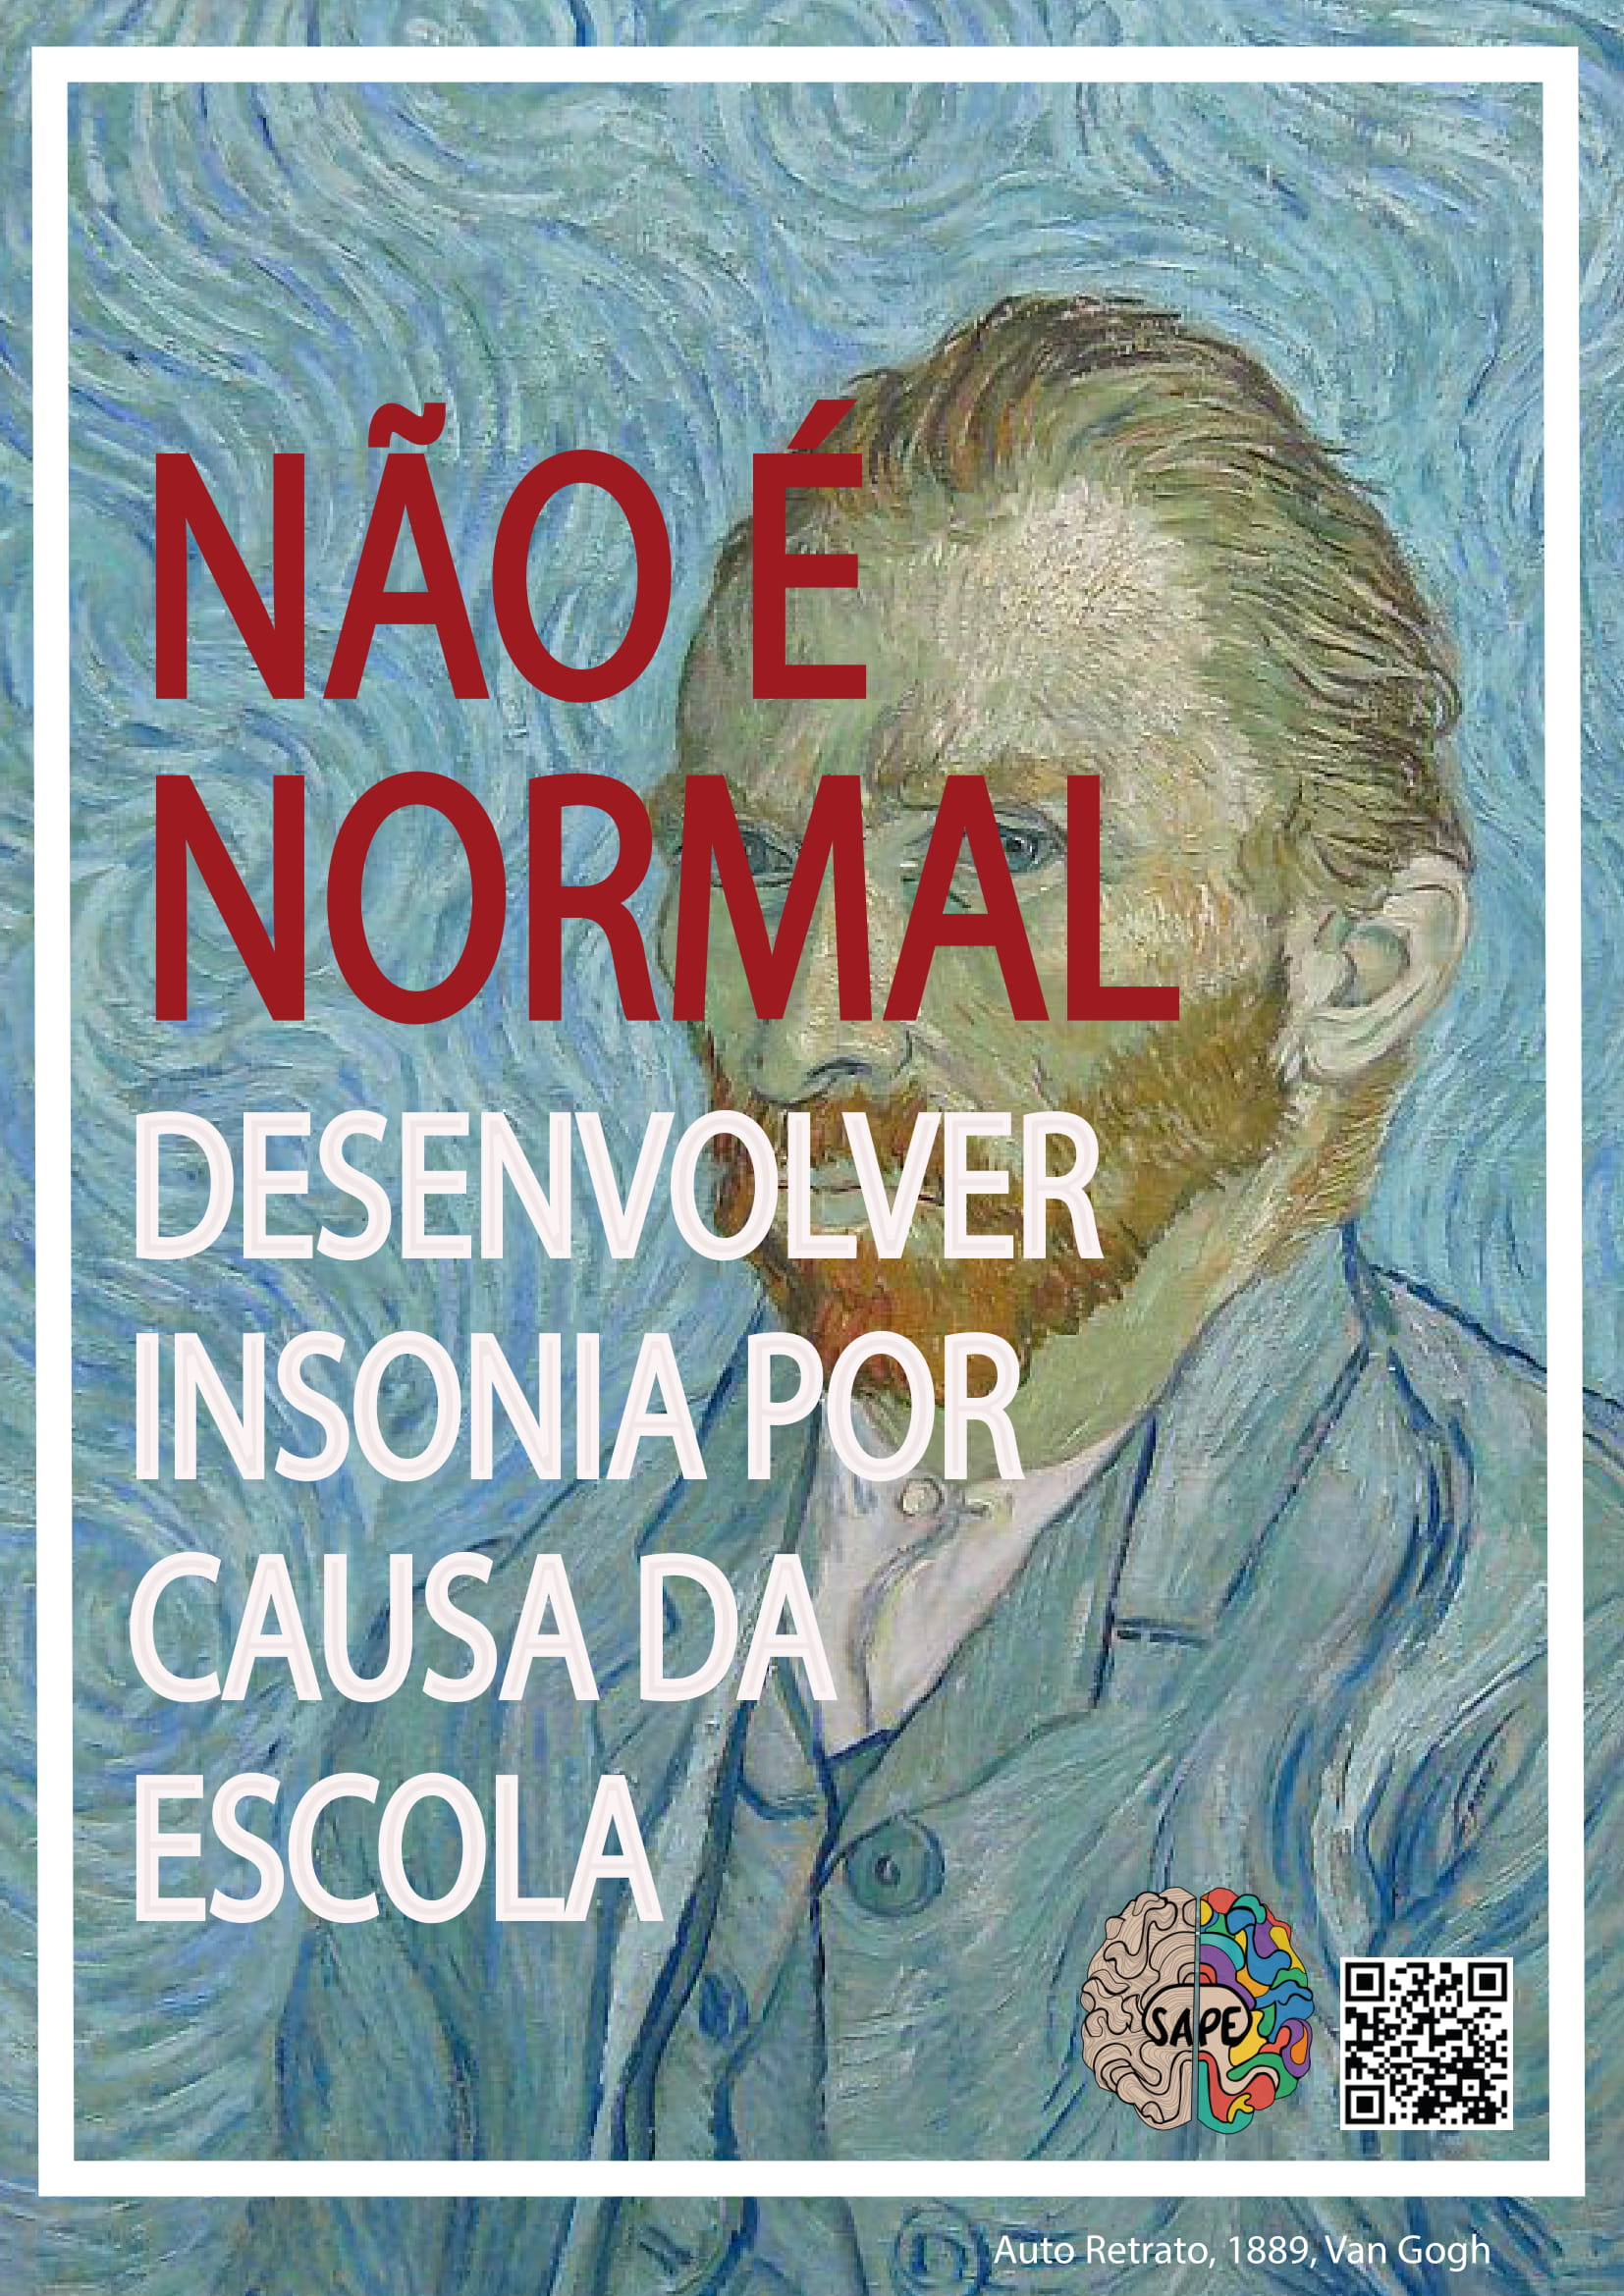 NÃO É
NORMAL
DESENVOLVER
INSONIA POR
CAUSA DA
ESCOLA
SAPE
Auto Retrato, 1889, Van Gogh